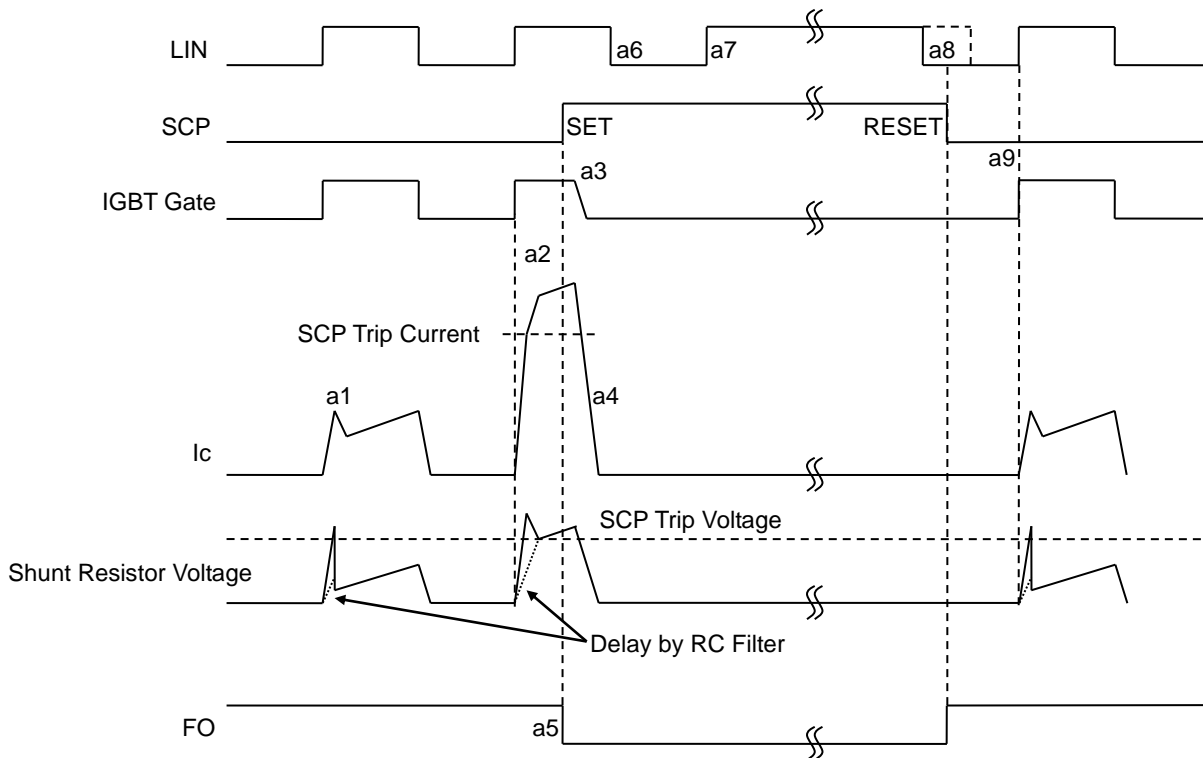 LIN
a6
a7
a8
SCP
SET
RESET
a9
a3
IGBT Gate
a2
SCP Trip Current
a1
a4
Ic
SCP Trip Voltage
Shunt Resistor Voltage
Delay by RC Filter
FO
a5